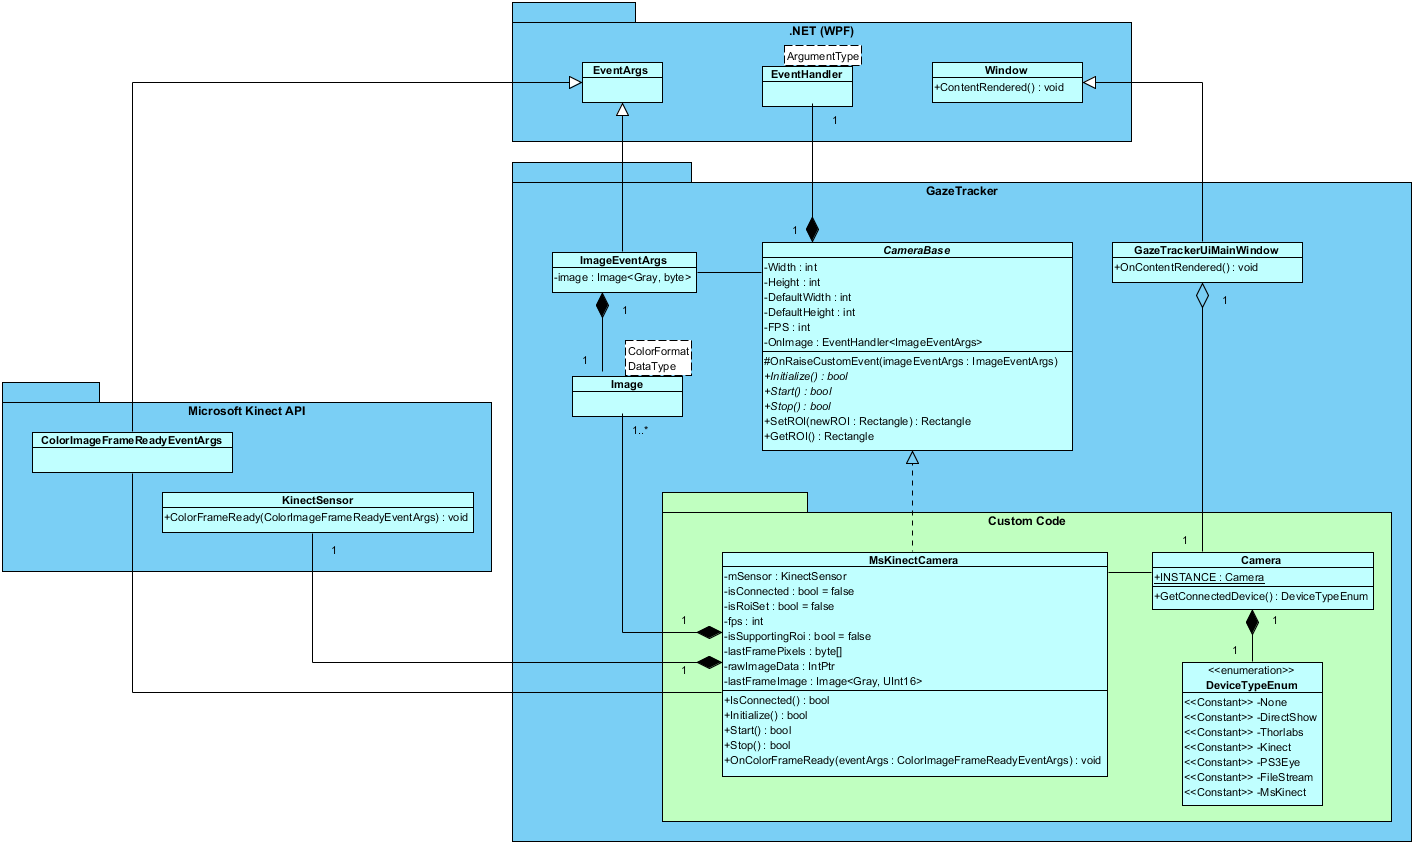 .NET (WPF)
EventArgs
ArgumentType
EventHandler
1
Window
+ContentRendered() : void
GazeTracker
ImageEventArgs
-image : Image<Gray, byte>
1
1
ColorFormat
DataType
Image
1..*
1
CameraBase
-Width : int
-Height : int
-DefaultWidth : int
-DefaultHeight : int
-FPS : int
-OnImage : EventHandler<ImageEventArgs>
#OnRaiseCustomEvent(imageEventArgs : ImageEventArgs)
+Initialize() : bool
+Start() : bool
+Stop() : bool
+SetROI(newROI : Rectangle) : Rectangle
+GetROI() : Rectangle
GazeTrackerUiMainWindow
+OnContentRendered() : void
1
1
Microsoft Kinect API
ColorImageFrameReadyEventArgs
KinectSensor
+ColorFrameReady(ColorImageFrameReadyEventArgs) : void
1
Custom Code
MsKinectCamera
-mSensor : KinectSensor
-isConnected : bool = false
-isRoiSet : bool = false
-fps : int
-isSupportingRoi : bool = false
-lastFramePixels : byte[]
-rawImageData : IntPtr
-lastFrameImage : Image<Gray, UInt16>
+IsConnected() : bool
+Initialize() : bool
+Start() : bool
+Stop() : bool
+OnColorFrameReady(eventArgs : ColorImageFrameReadyEventArgs) : void
1
1
Camera
+INSTANCE : Camera
+GetConnectedDevice() : DeviceTypeEnum
1
1
<<enumeration>>
DeviceTypeEnum
<<Constant>> -None
<<Constant>> -DirectShow
<<Constant>> -Thorlabs
<<Constant>> -Kinect
<<Constant>> -PS3Eye
<<Constant>> -FileStream
<<Constant>> -MsKinect